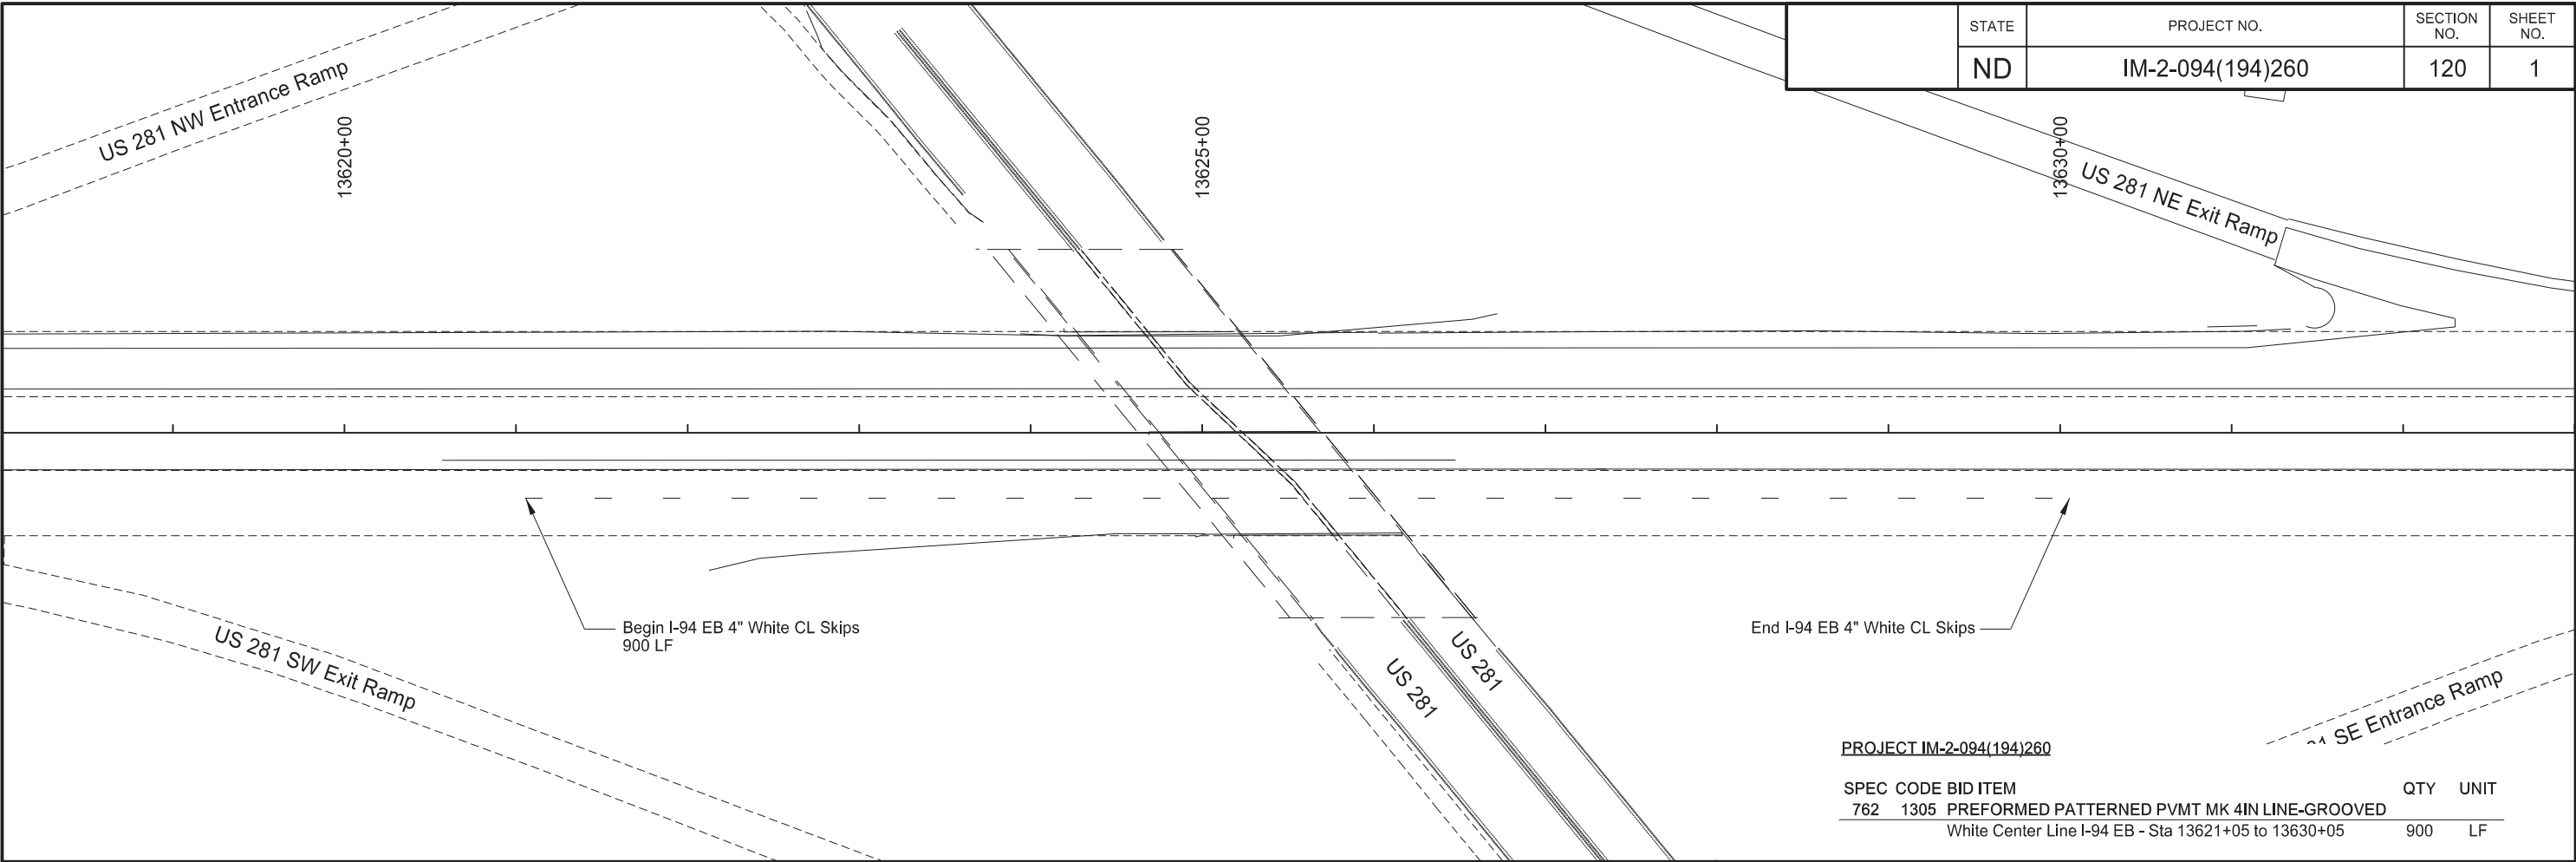 STATE
PROJECT NO.
SECTION NO.
SHEET NO.
ND
IM-2-094(194)260
120
1
US 281 NW Entrance Ramp
13620+00
13625+00
13630+00
US 281 NE Exit Ramp
Begin I-94 EB 4" White CL Skips
900 LF
End I-94 EB 4" White CL Skips
US 281 SW Exit Ramp
US 281
US 281
SE Entrance Ramp
PROJECT IM-2-094(194)260
SPEC CODE BID ITEM QTY UNIT
762 1305 PREFORMED PATTERNED PVMT MK 4IN LINE-GROOVED
White Center Line I-94 EB - Sta 13621+05 to 13630+05 900 LF